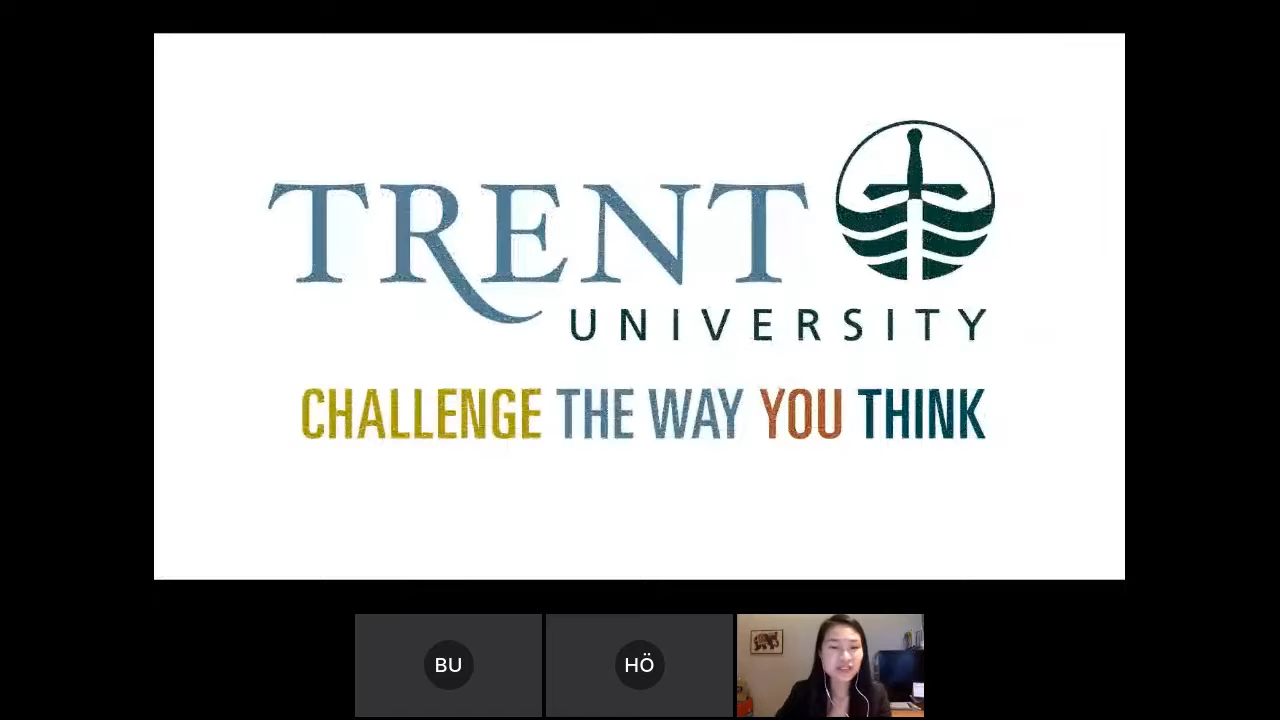 TRENT
UNIVERSITY
CHALLENGE THE WAY YOU THINK
BU
HÖ